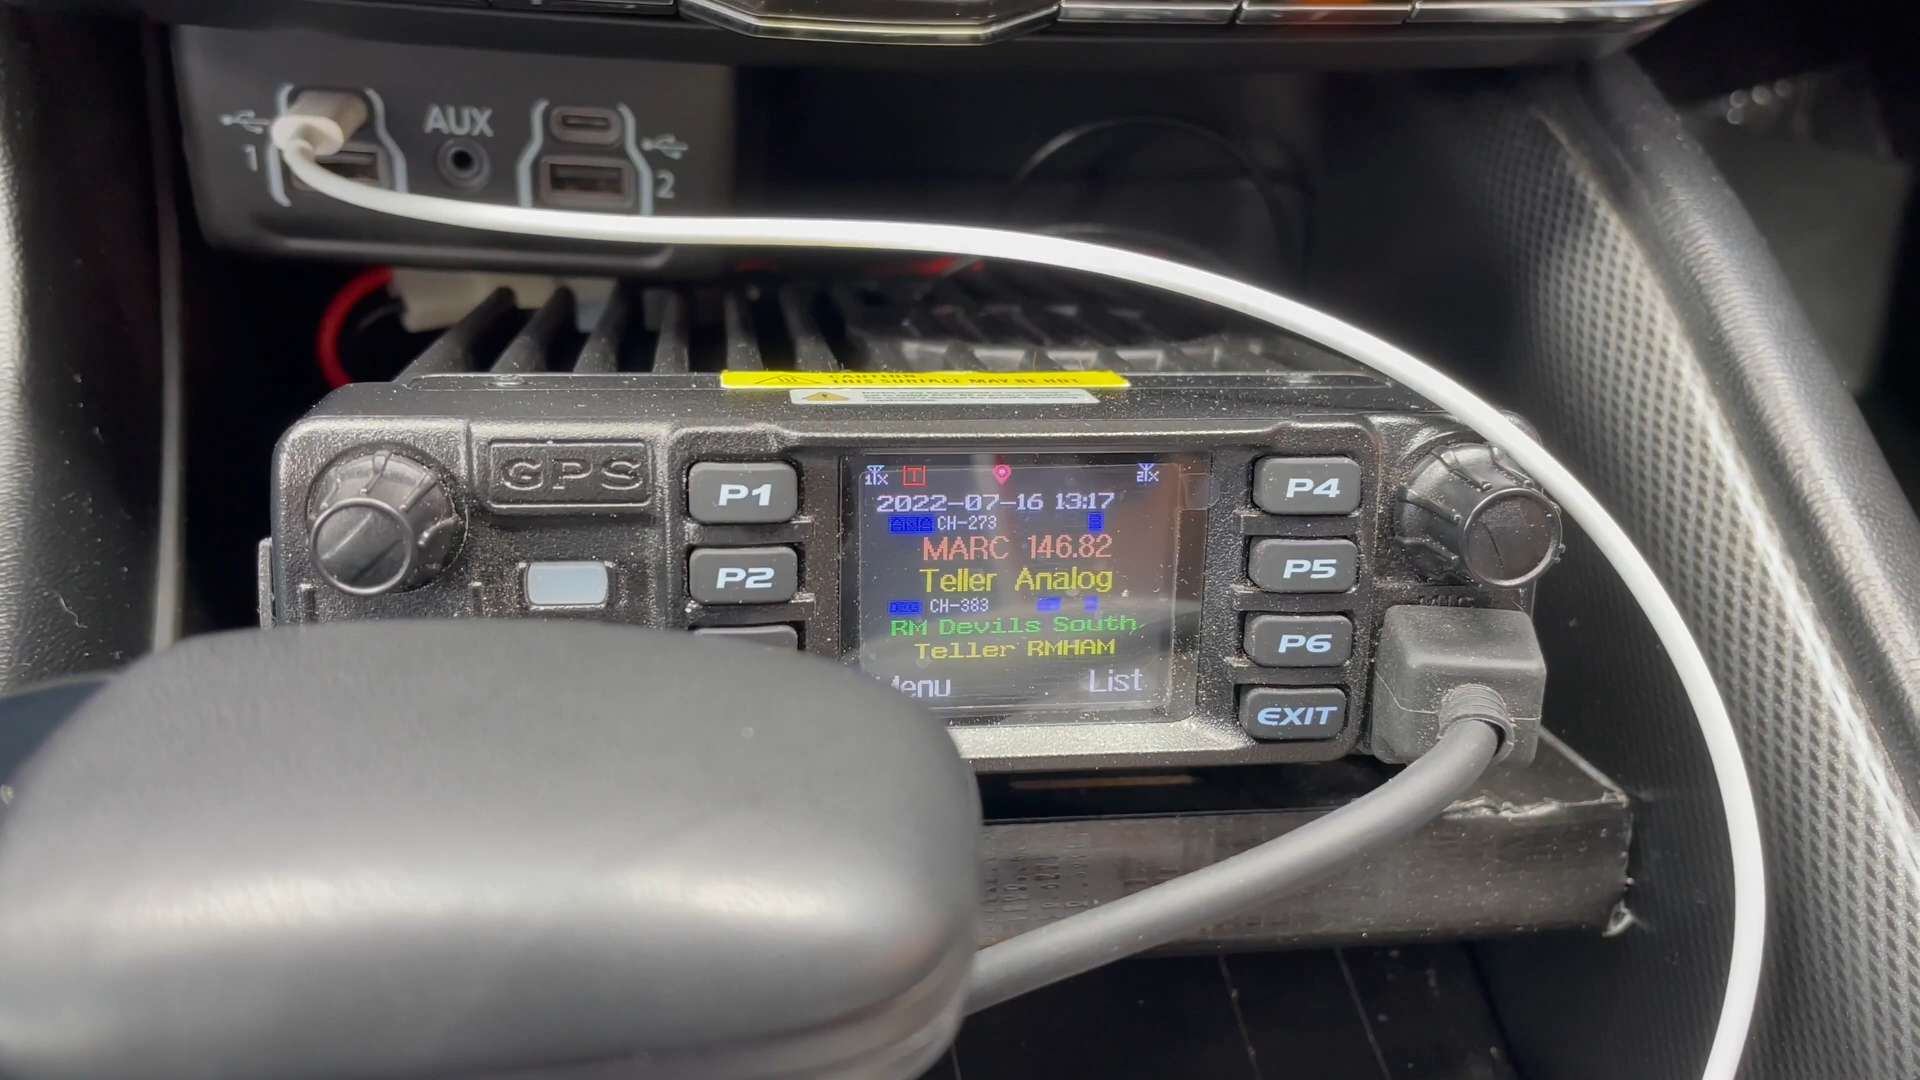 1
AUX
2
CAUTION
THIS SURFACE MAY BE HOT
GPS
P1
P2
2022-07-16 13:17
ANA CH-273
MARC 146.82
Teller Analog
CH-383
RM Devils South
Teller RMHAM
Menu List
P4
P5
P6
EXIT
MIC